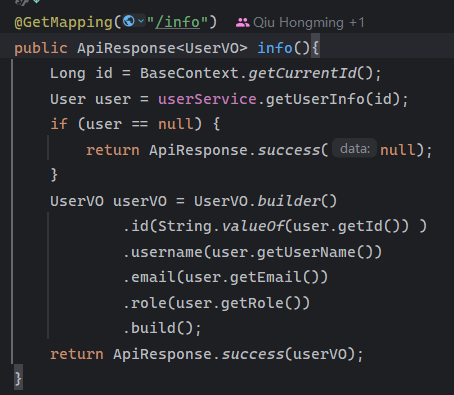 @GetMapping("/info") Qiu Hongming +1
public ApiResponse<UserVO> info(){
Long id = BaseContext.getCurrentId();
User user = userService.getUserInfo(id);
if (user == null) {
return ApiResponse.success( data: null);
}
UserVO userVO = UserVO.builder()
.id(String.valueOf(user.getId()) )
.username(user.getUserName())
.email(user.getEmail())
.role(user.getRole())
.build();
return ApiResponse.success(userVO);
}